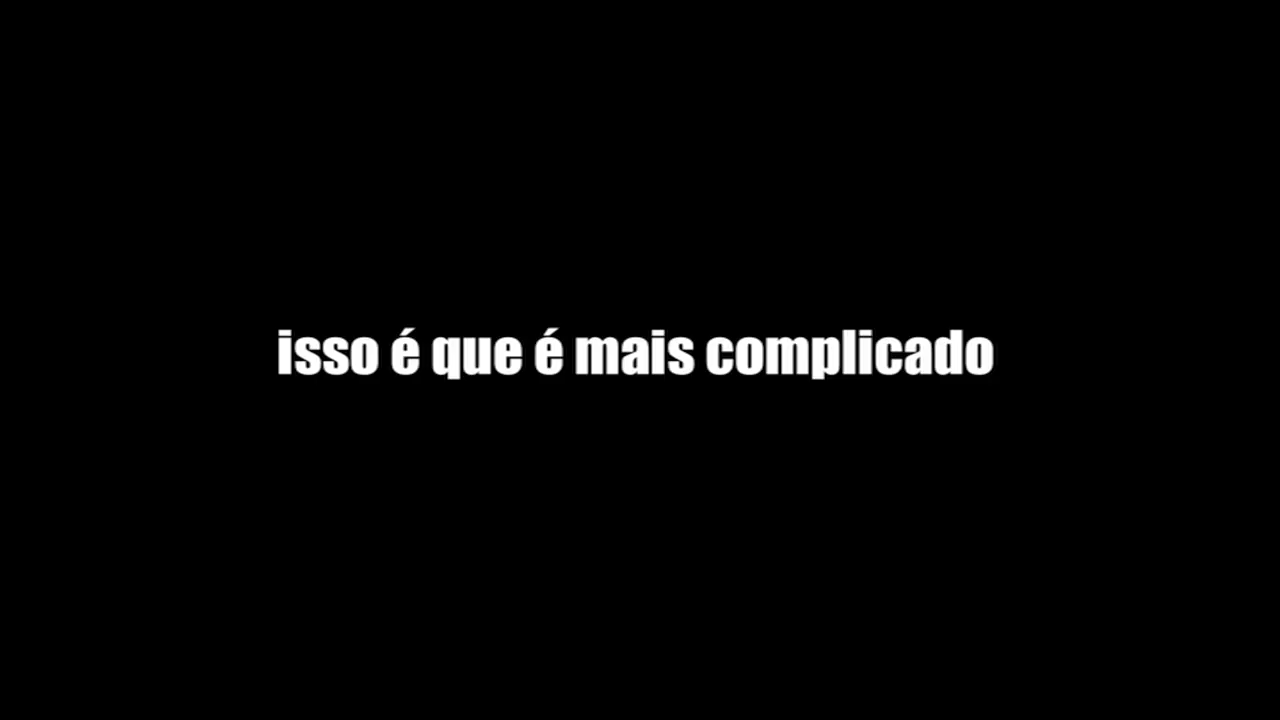 isso é que é mais complicado